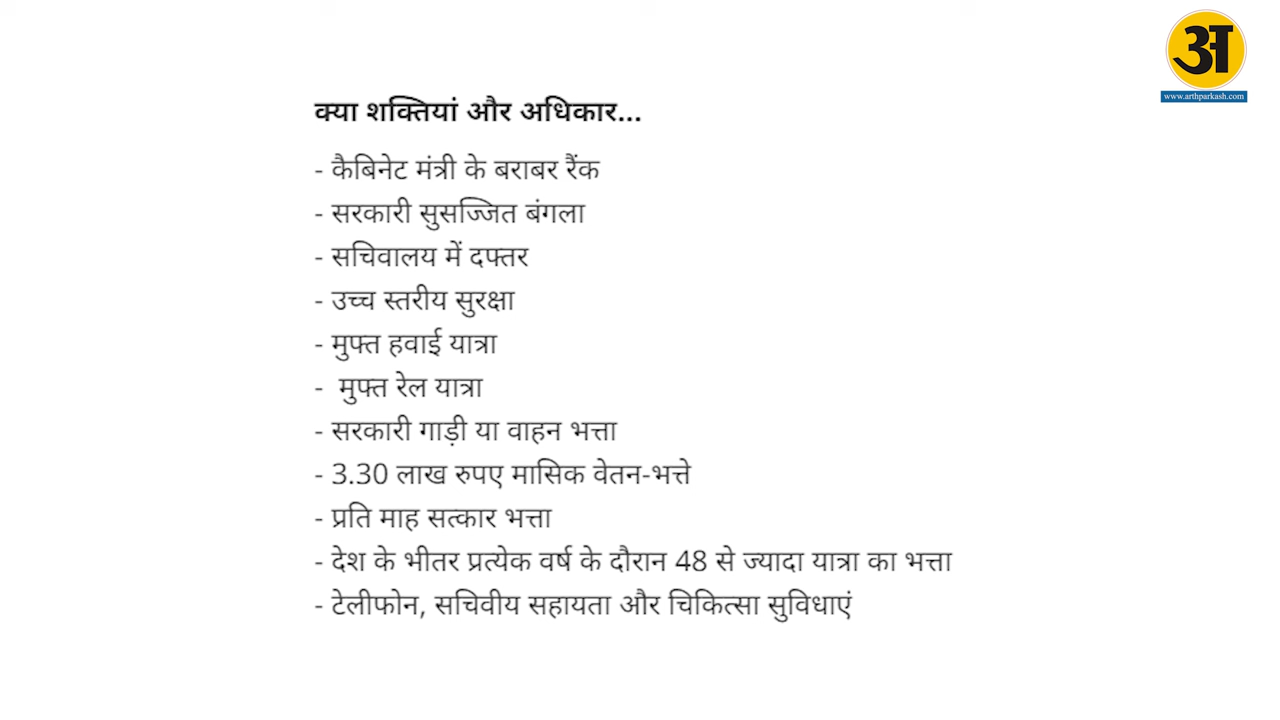 अ
www.arthparkash.com
क्या शक्तियां और अधिकार...
- कैबिनेट मंत्री के बराबर रैंक
- सरकारी सुसज्जित बंगला
- सचिवालय में दफ्तर
- उच्च स्तरीय सुरक्षा
- मुफ्त हवाई यात्रा
- मुफ्त रेल यात्रा
- सरकारी गाड़ी या वाहन भत्ता
- 3.30 लाख रुपए मासिक वेतन-भत्ते
- प्रति माह सत्कार भत्ता
- देश के भीतर प्रत्येक वर्ष के दौरान 48 से ज्यादा यात्रा का भत्ता
- टेलीफोन, सचिवीय सहायता और चिकित्सा सुविधाएं